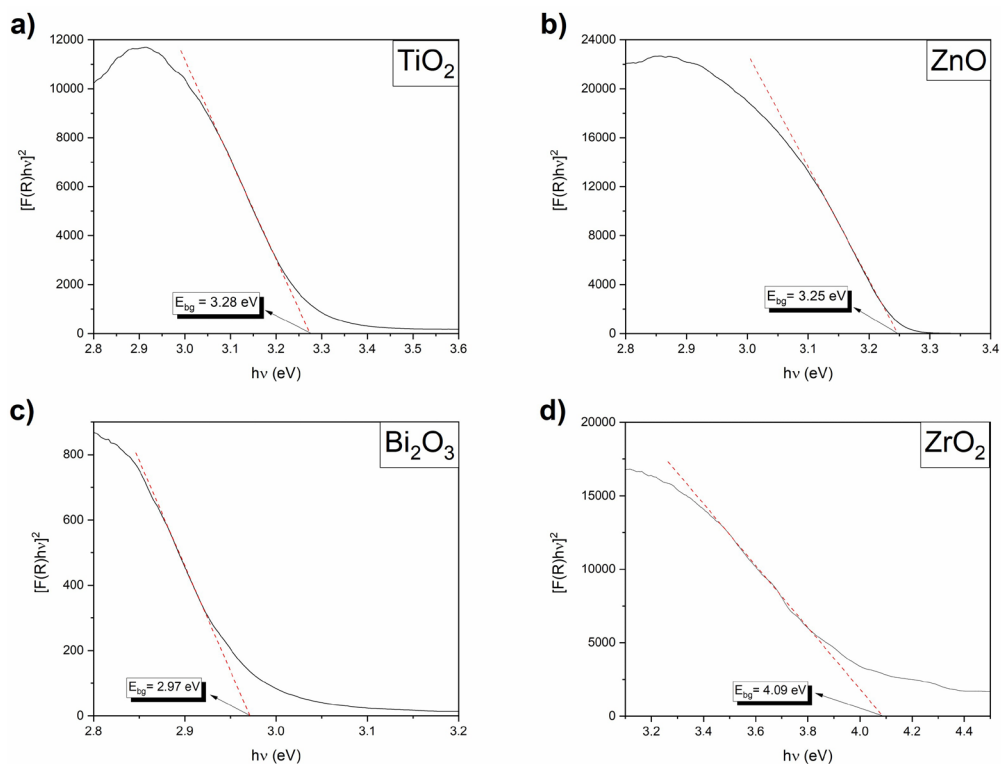 a)
TiO₂
12000
10000
8000
6000
4000
2000
0
[F(R)hν]²
E_bg = 3.28 eV
2.8 2.9 3.0 3.1 3.2 3.3 3.4 3.5 3.6
hν (eV)
b)
ZnO
24000
20000
16000
12000
8000
4000
0
[F(R)hν]²
E_bg = 3.25 eV
2.8 2.9 3.0 3.1 3.2 3.3 3.4
hν (eV)
c)
Bi₂O₃
800
600
400
200
0
[F(R)hν]²
E_bg = 2.97 eV
2.8 2.9 3.0 3.1 3.2
hν (eV)
d)
ZrO₂
20000
15000
10000
5000
0
[F(R)hν]²
E_bg = 4.09 eV
3.2 3.4 3.6 3.8 4.0 4.2 4.4
hν (eV)